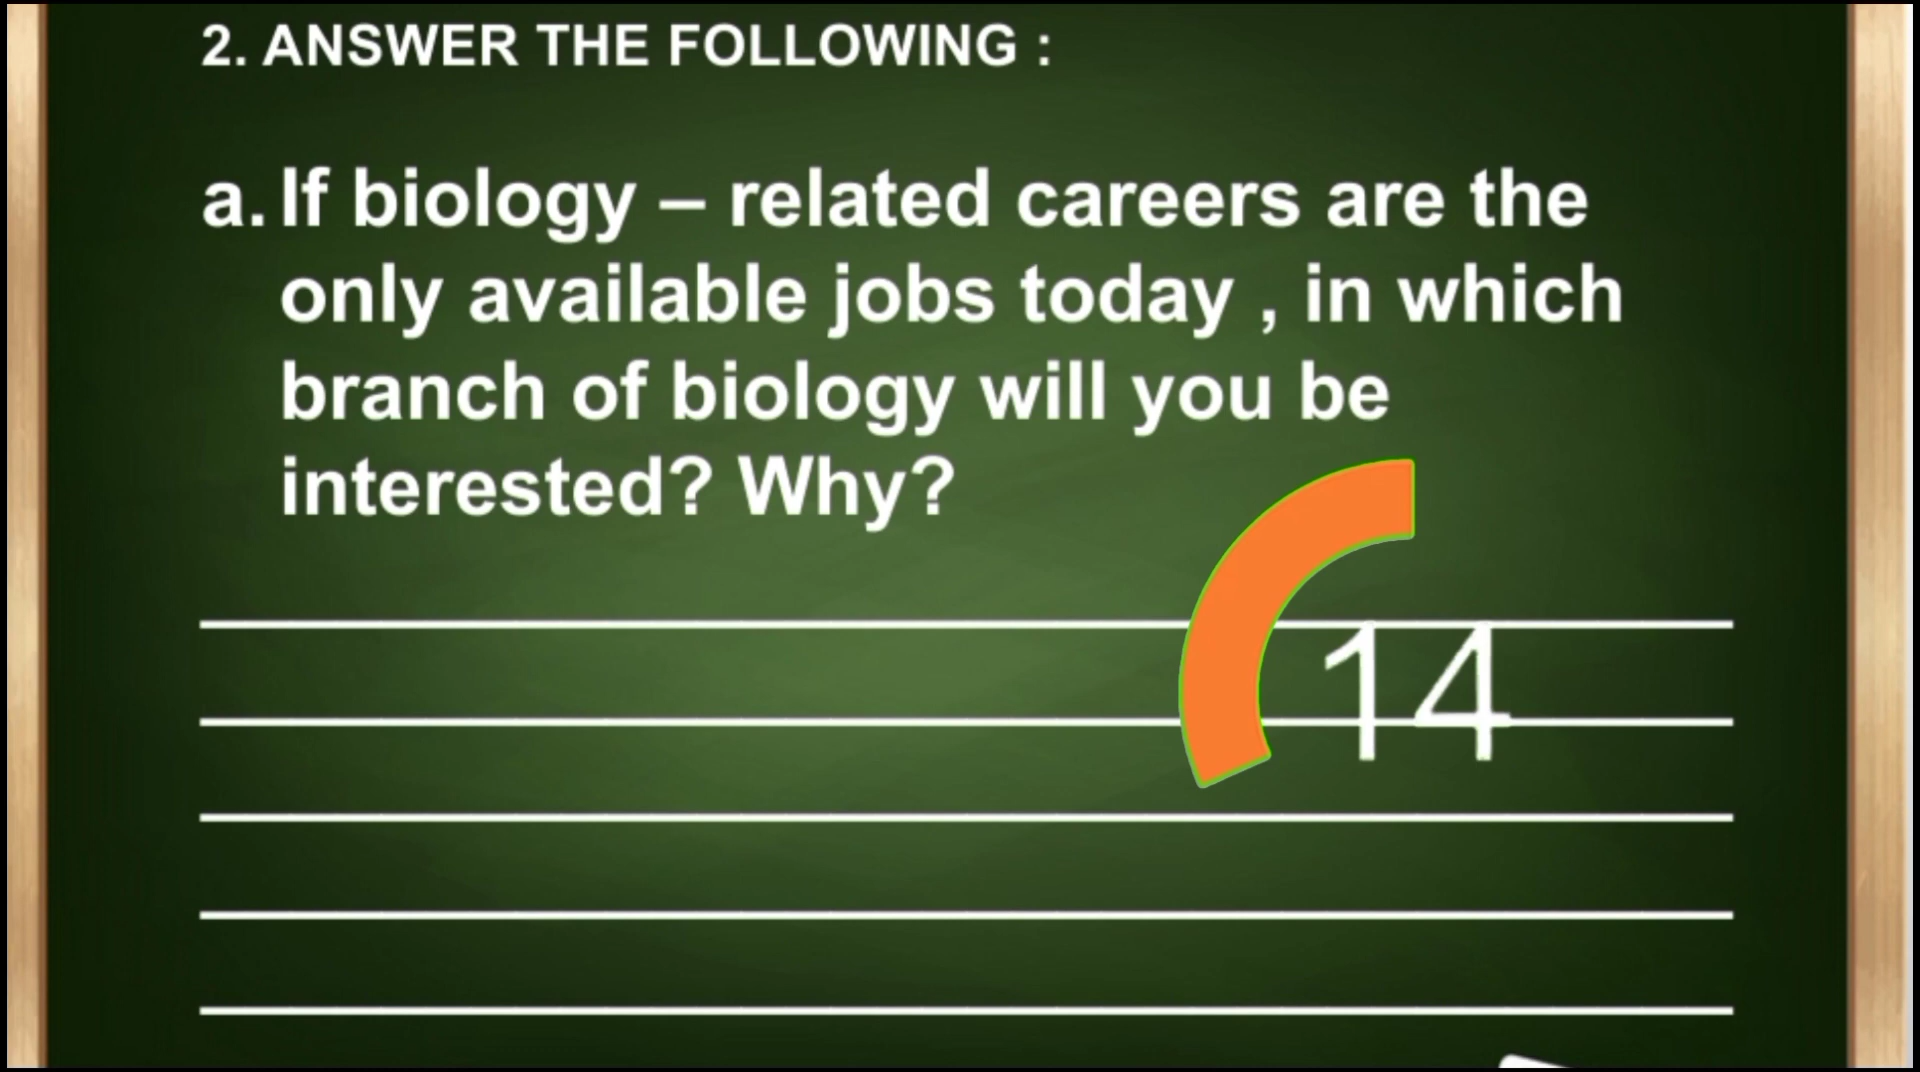 2. ANSWER THE FOLLOWING :
a. If biology – related careers are the
only available jobs today , in which
branch of biology will you be
interested? Why?
14